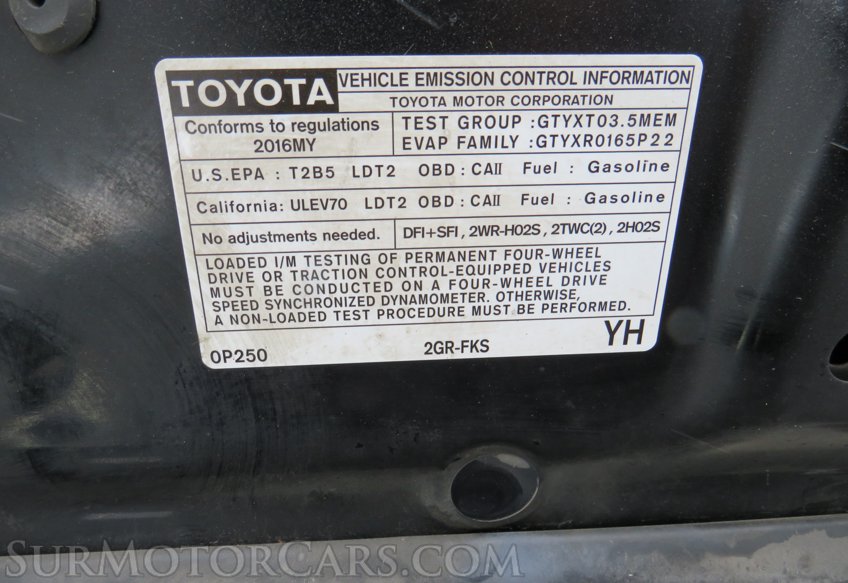 TOYOTA VEHICLE EMISSION CONTROL INFORMATION
TOYOTA MOTOR CORPORATION
Conforms to regulations
2016MY
TEST GROUP :GTYXT03.5MEM
EVAP FAMILY :GTYXR0165P22
U.S.EPA : T2B5 LDT2 OBD : CAII Fuel : Gasoline
California: ULEV70 LDT2 OBD : CAII Fuel : Gasoline
No adjustments needed. DFI+SFI , 2WR-HO2S , 2TWC(2) , 2HO2S
LOADED I/M TESTING OF PERMANENT FOUR-WHEEL
DRIVE OR TRACTION CONTROL-EQUIPPED VEHICLES
MUST BE CONDUCTED ON A FOUR-WHEEL DRIVE
SPEED SYNCHRONIZED DYNAMOMETER. OTHERWISE,
A NON-LOADED TEST PROCEDURE MUST BE PERFORMED.
0P250 2GR-FKS YH
SurMotorCars.com
SurMotorCars.com